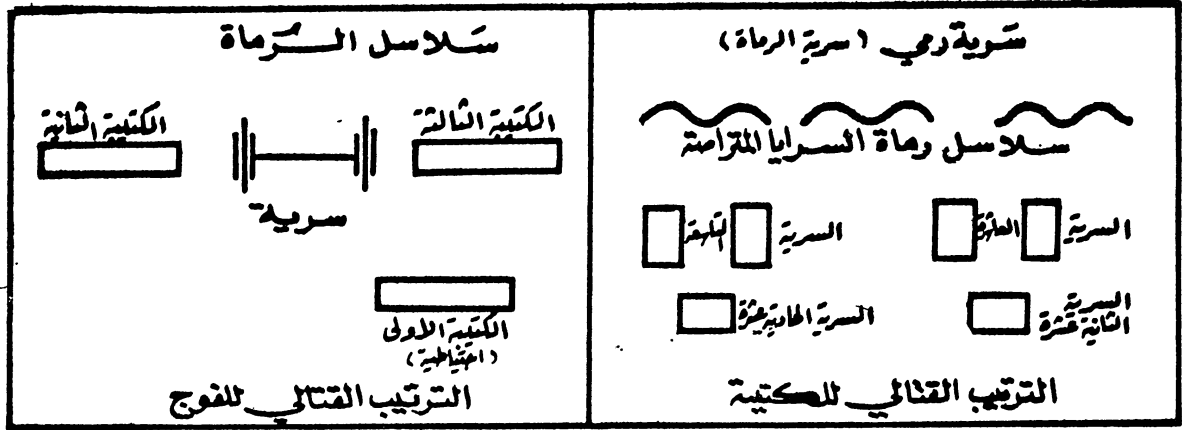 سوية رمي (سرية الرماة)
سلاسل رماة السرايا المتراصة
السرية العاشرة
السرية التاسعة
السرية الثانية عشرة
السرية الحادية عشرة
الترتيب القتالي للكتيبة
سلاسل الرماة
الكتيبة الثالثة
الكتيبة الثانية
سرية
الكتيبة الاولى
(احتياطية)
الترتيب القتالي للفوج